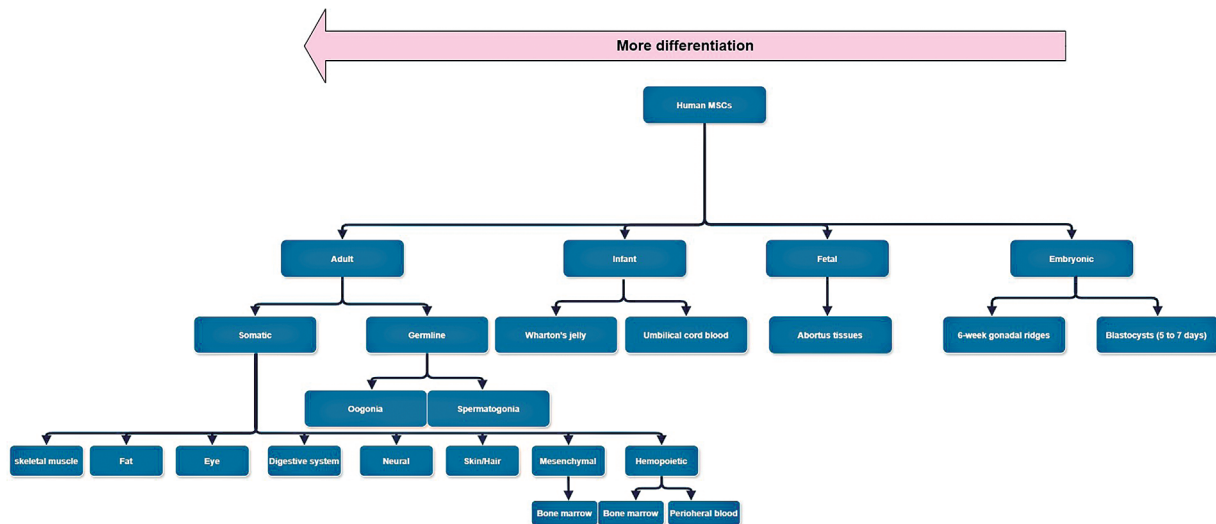 More differentiation
Human MSCs
Adult
Infant
Fetal
Embryonic
Somatic
Germline
Wharton's jelly
Umbilical cord blood
Abortus tissues
6-week gonadal ridges
Blastocysts (5 to 7 days)
Oogonia
Spermatogonia
skeletal muscle
Fat
Eye
Digestive system
Neural
Skin/Hair
Mesenchymal
Hemopoietic
Bone marrow
Bone marrow
Perioheral blood